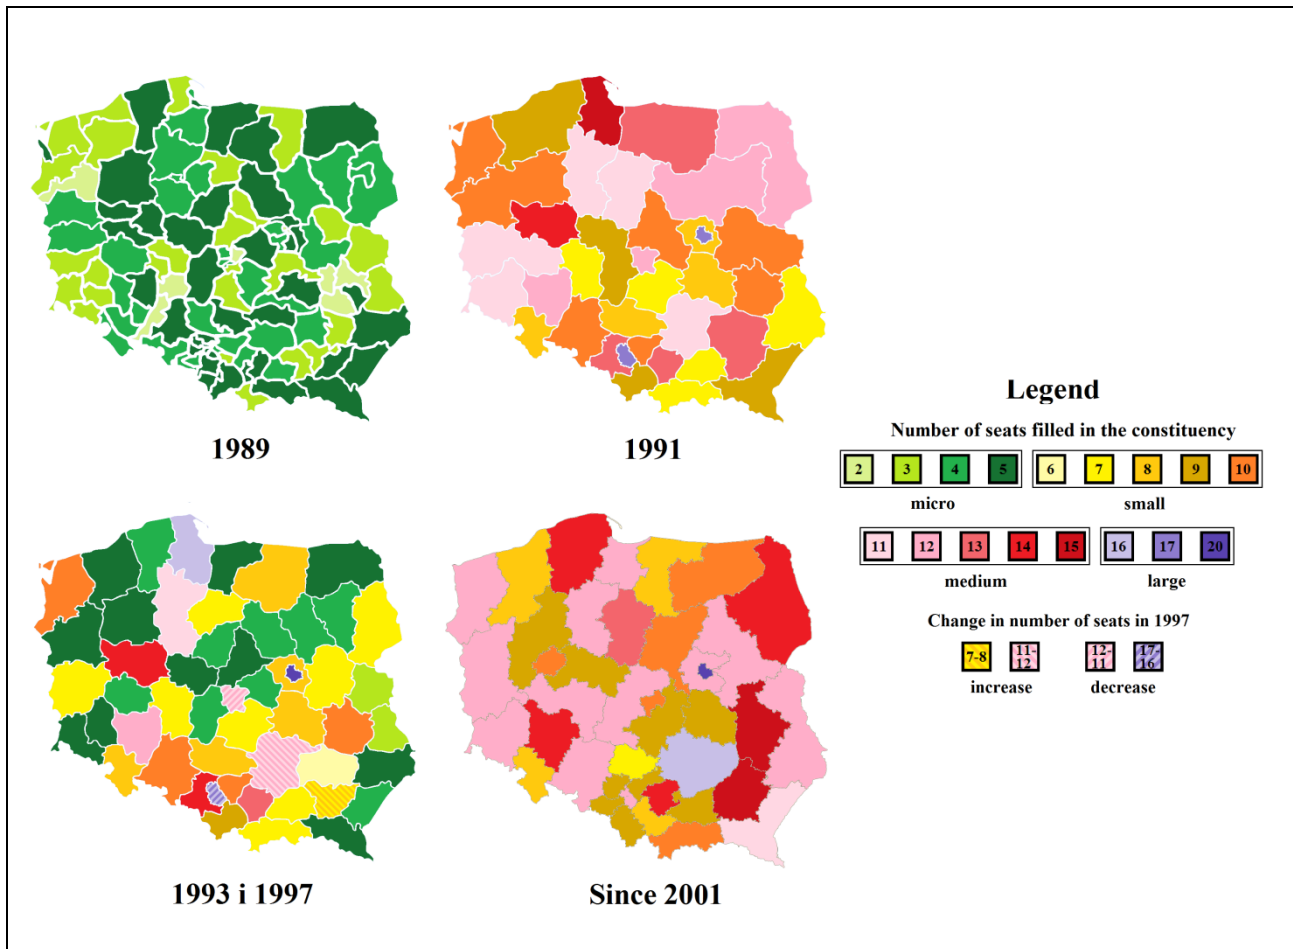 1989
1991
Legend
Number of seats filled in the constituency
2 3 4 5 6 7 8 9 10
micro small
11 12 13 14 15 16 17 20
medium large
Change in number of seats in 1997
7-8 11-12 12-11 17-16
increase decrease
1993 i 1997
Since 2001